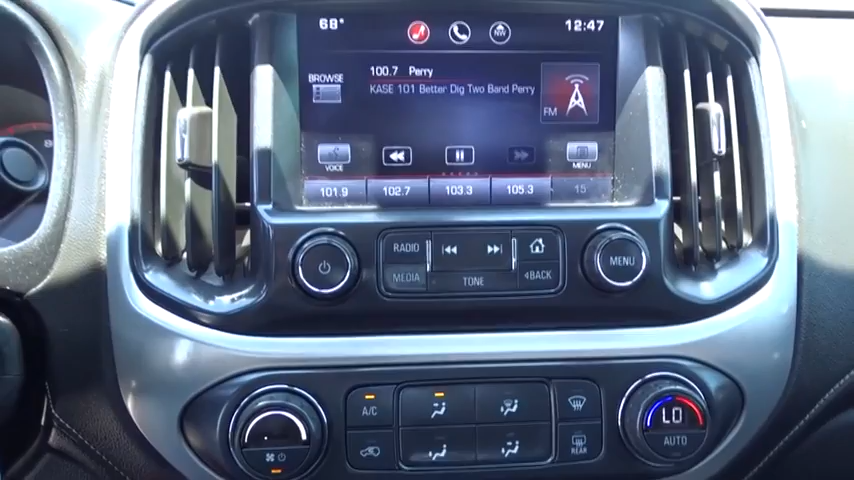 68° NW 12:47
100.7 Perry
BROWSE
KASE 101 Better Dig Two Band Perry
FM
VOICE MENU
101.9 102.7 103.3 105.3 15
RADIO
MEDIA TONE BACK
MENU
A/C
LO
AUTO
REAR